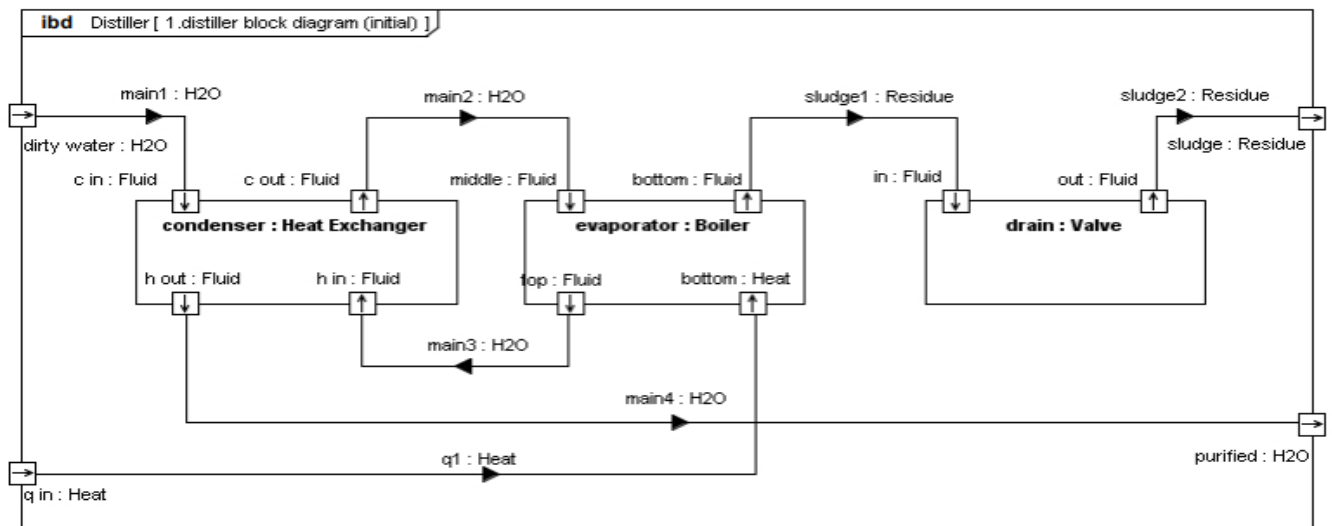 ibd Distiller [ 1.distiller block diagram (initial) ]
main1 : H2O
main2 : H2O
sludge1 : Residue
sludge2 : Residue
dirty water : H2O
sludge : Residue
c in : Fluid
c out : Fluid
middle : Fluid
bottom : Fluid
in : Fluid
out : Fluid
condenser : Heat Exchanger
evaporator : Boiler
drain : Valve
h out : Fluid
h in : Fluid
top : Fluid
bottom : Heat
main3 : H2O
main4 : H2O
q1 : Heat
purified : H2O
q in : Heat